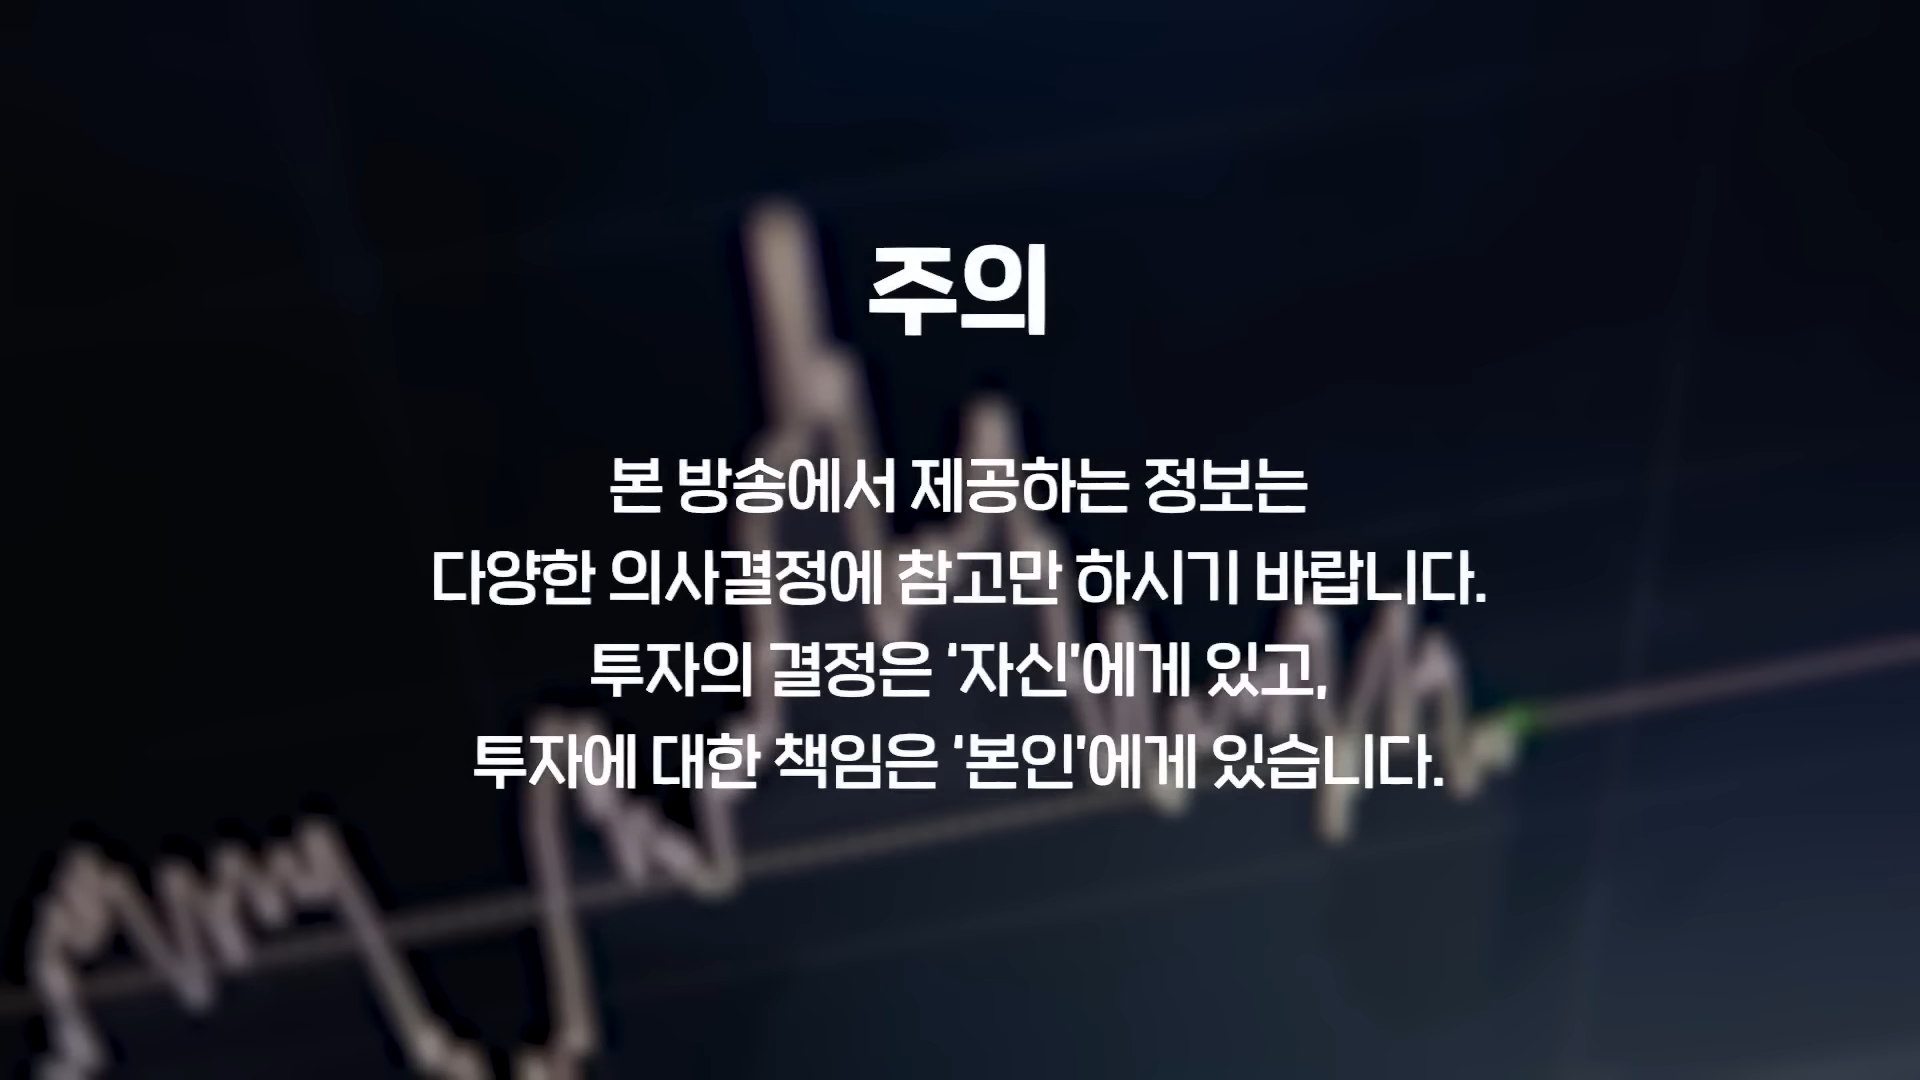 주의
본 방송에서 제공하는 정보는
다양한 의사결정에 참고만 하시기 바랍니다.
투자의 결정은 ‘자신’에게 있고,
투자에 대한 책임은 ‘본인’에게 있습니다.